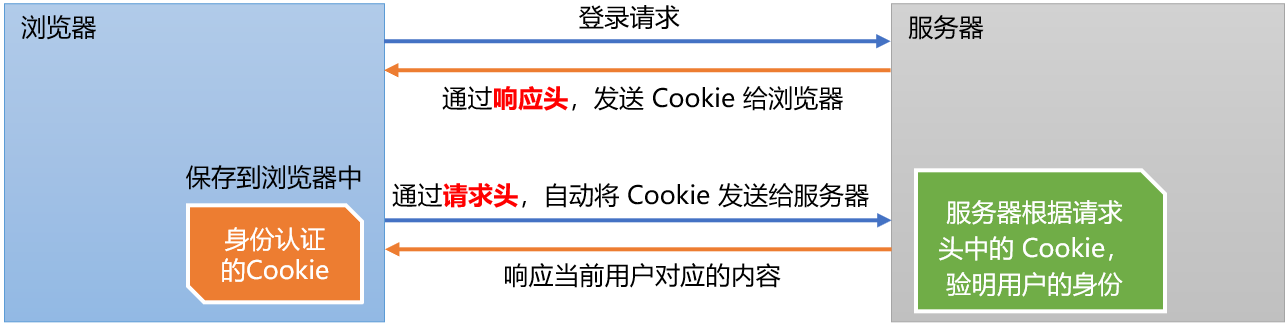 浏览器
登录请求
服务器
通过响应头，发送 Cookie 给浏览器
保存到浏览器中
通过请求头，自动将 Cookie 发送给服务器
身份认证
的Cookie
服务器根据请求
头中的 Cookie，
验明用户的身份
响应当前用户对应的内容